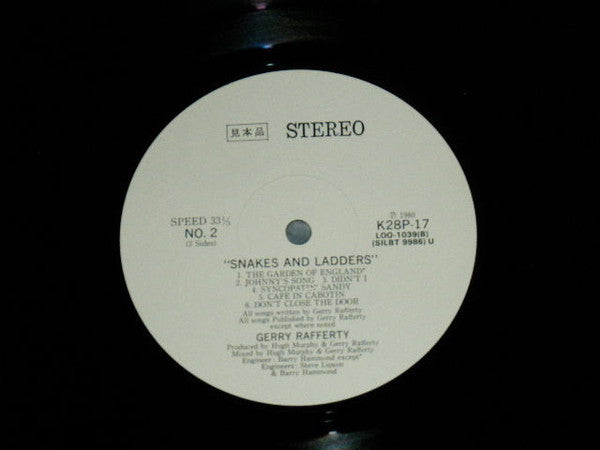 見本品 STEREO
SPEED 33⅓
NO. 2
(2 Sides)
Ⓟ 1980
K28P-17
LOO-1039(B)
(SILBT 9986) U
"SNAKES AND LADDERS"
1. THE GARDEN OF ENGLAND*
2. JOHNNY'S SONG 3. DIDN'T I
4. SYNCOPATIN' SANDY
5. CAFE IN CABOTIN
6. DON'T CLOSE THE DOOR
All songs written by Gerry Rafferty
All songs Published by Gerry Rafferty
except where noted
GERRY RAFFERTY
Produced by Hugh Murphy & Gerry Rafferty
Mixed by Hugh Murphy & Gerry Rafferty
Engineer: Barry Hammond except*
Engineers: Steve Lipson
& Barry Hammond